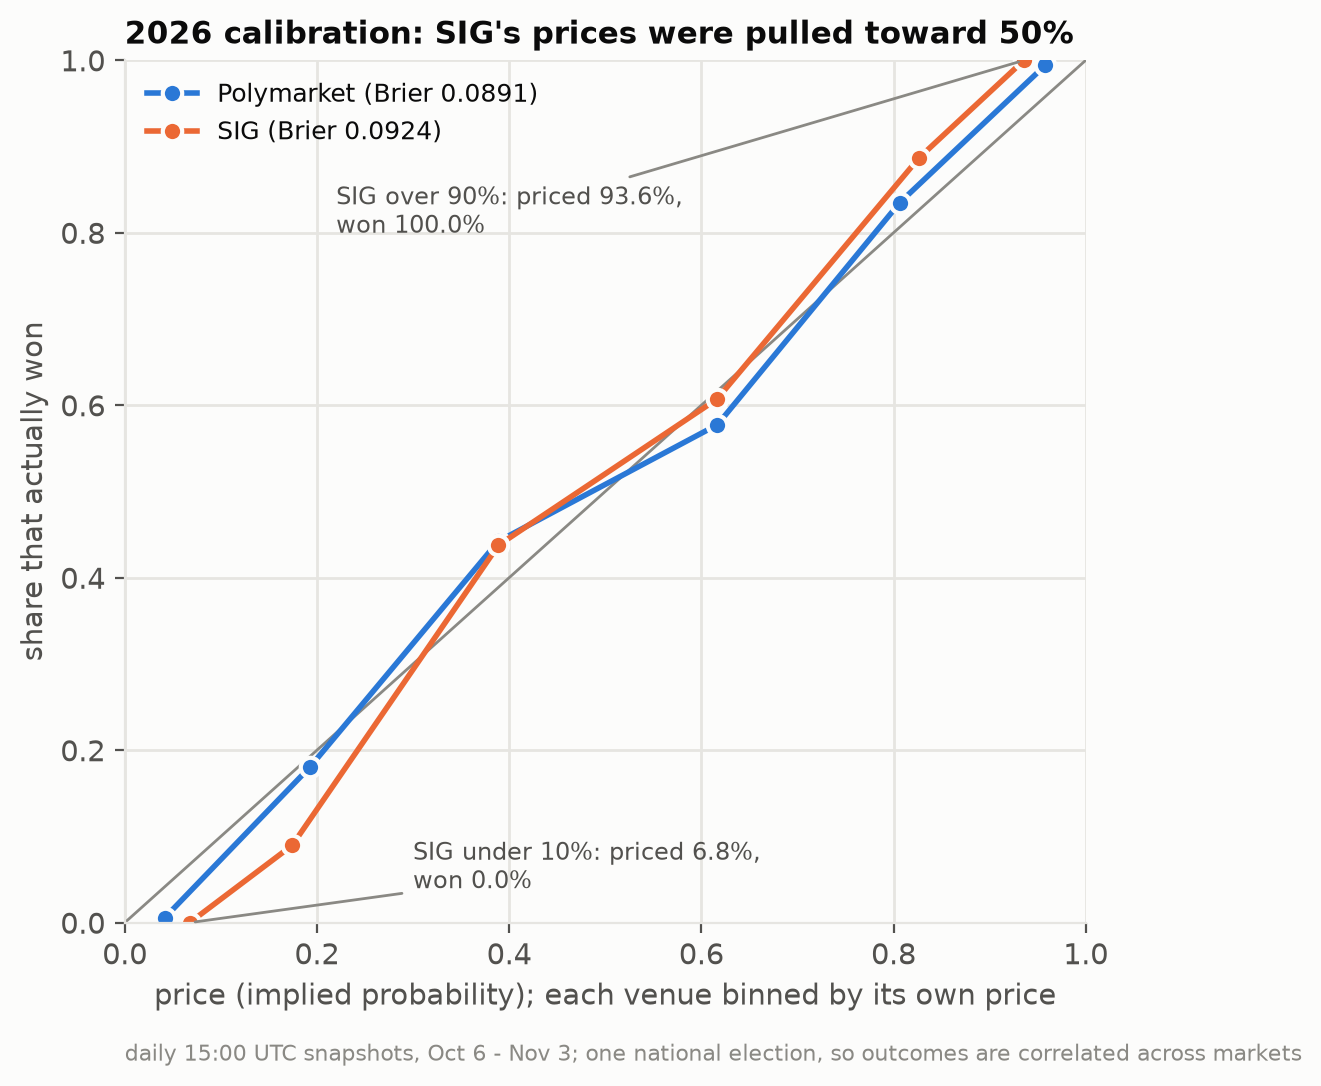 2026 calibration: SIG's prices were pulled toward 50%
Polymarket (Brier 0.0891)
SIG (Brier 0.0924)
SIG over 90%: priced 93.6%,
won 100.0%
SIG under 10%: priced 6.8%,
won 0.0%
share that actually won
1.0
0.8
0.6
0.4
0.2
0.0
0.0 0.2 0.4 0.6 0.8 1.0
price (implied probability); each venue binned by its own price
daily 15:00 UTC snapshots, Oct 6 - Nov 3; one national election, so outcomes are correlated across markets